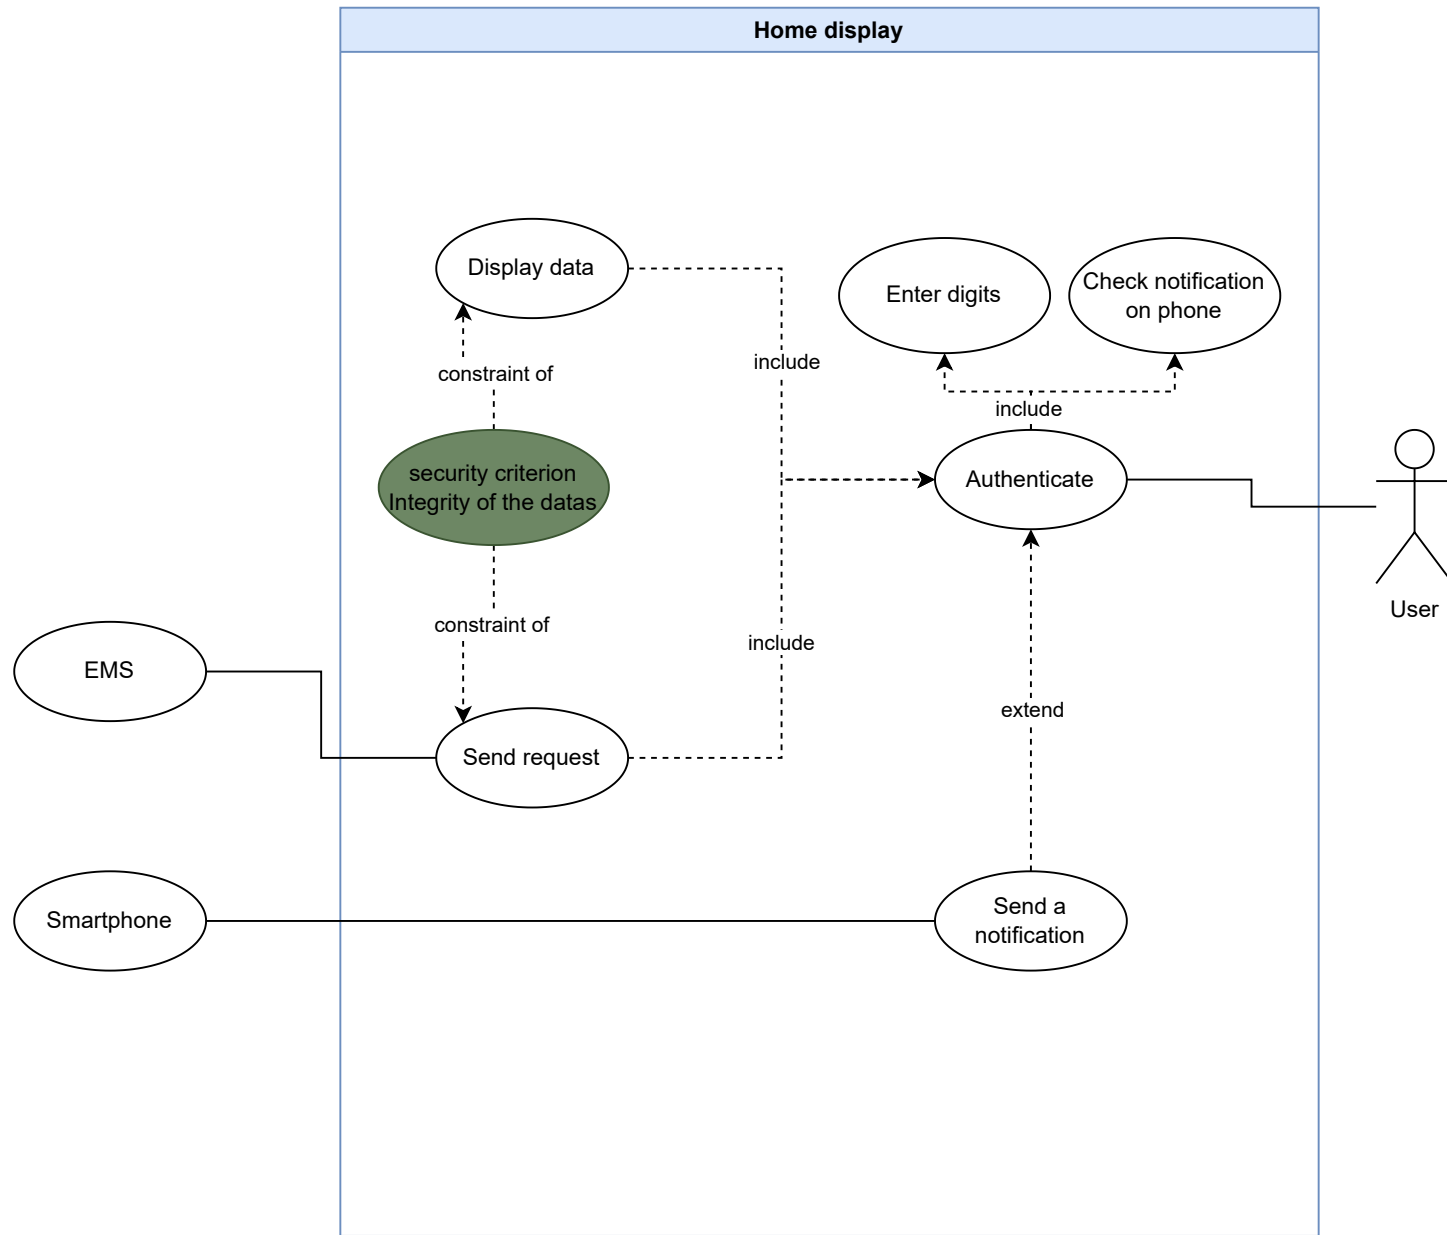 Home display
Display data
Enter digits
Check notification
on phone
include
constraint of
include
security criterion
Integrity of the datas
Authenticate
User
constraint of
include
EMS
extend
Send request
Smartphone
Send a
notification